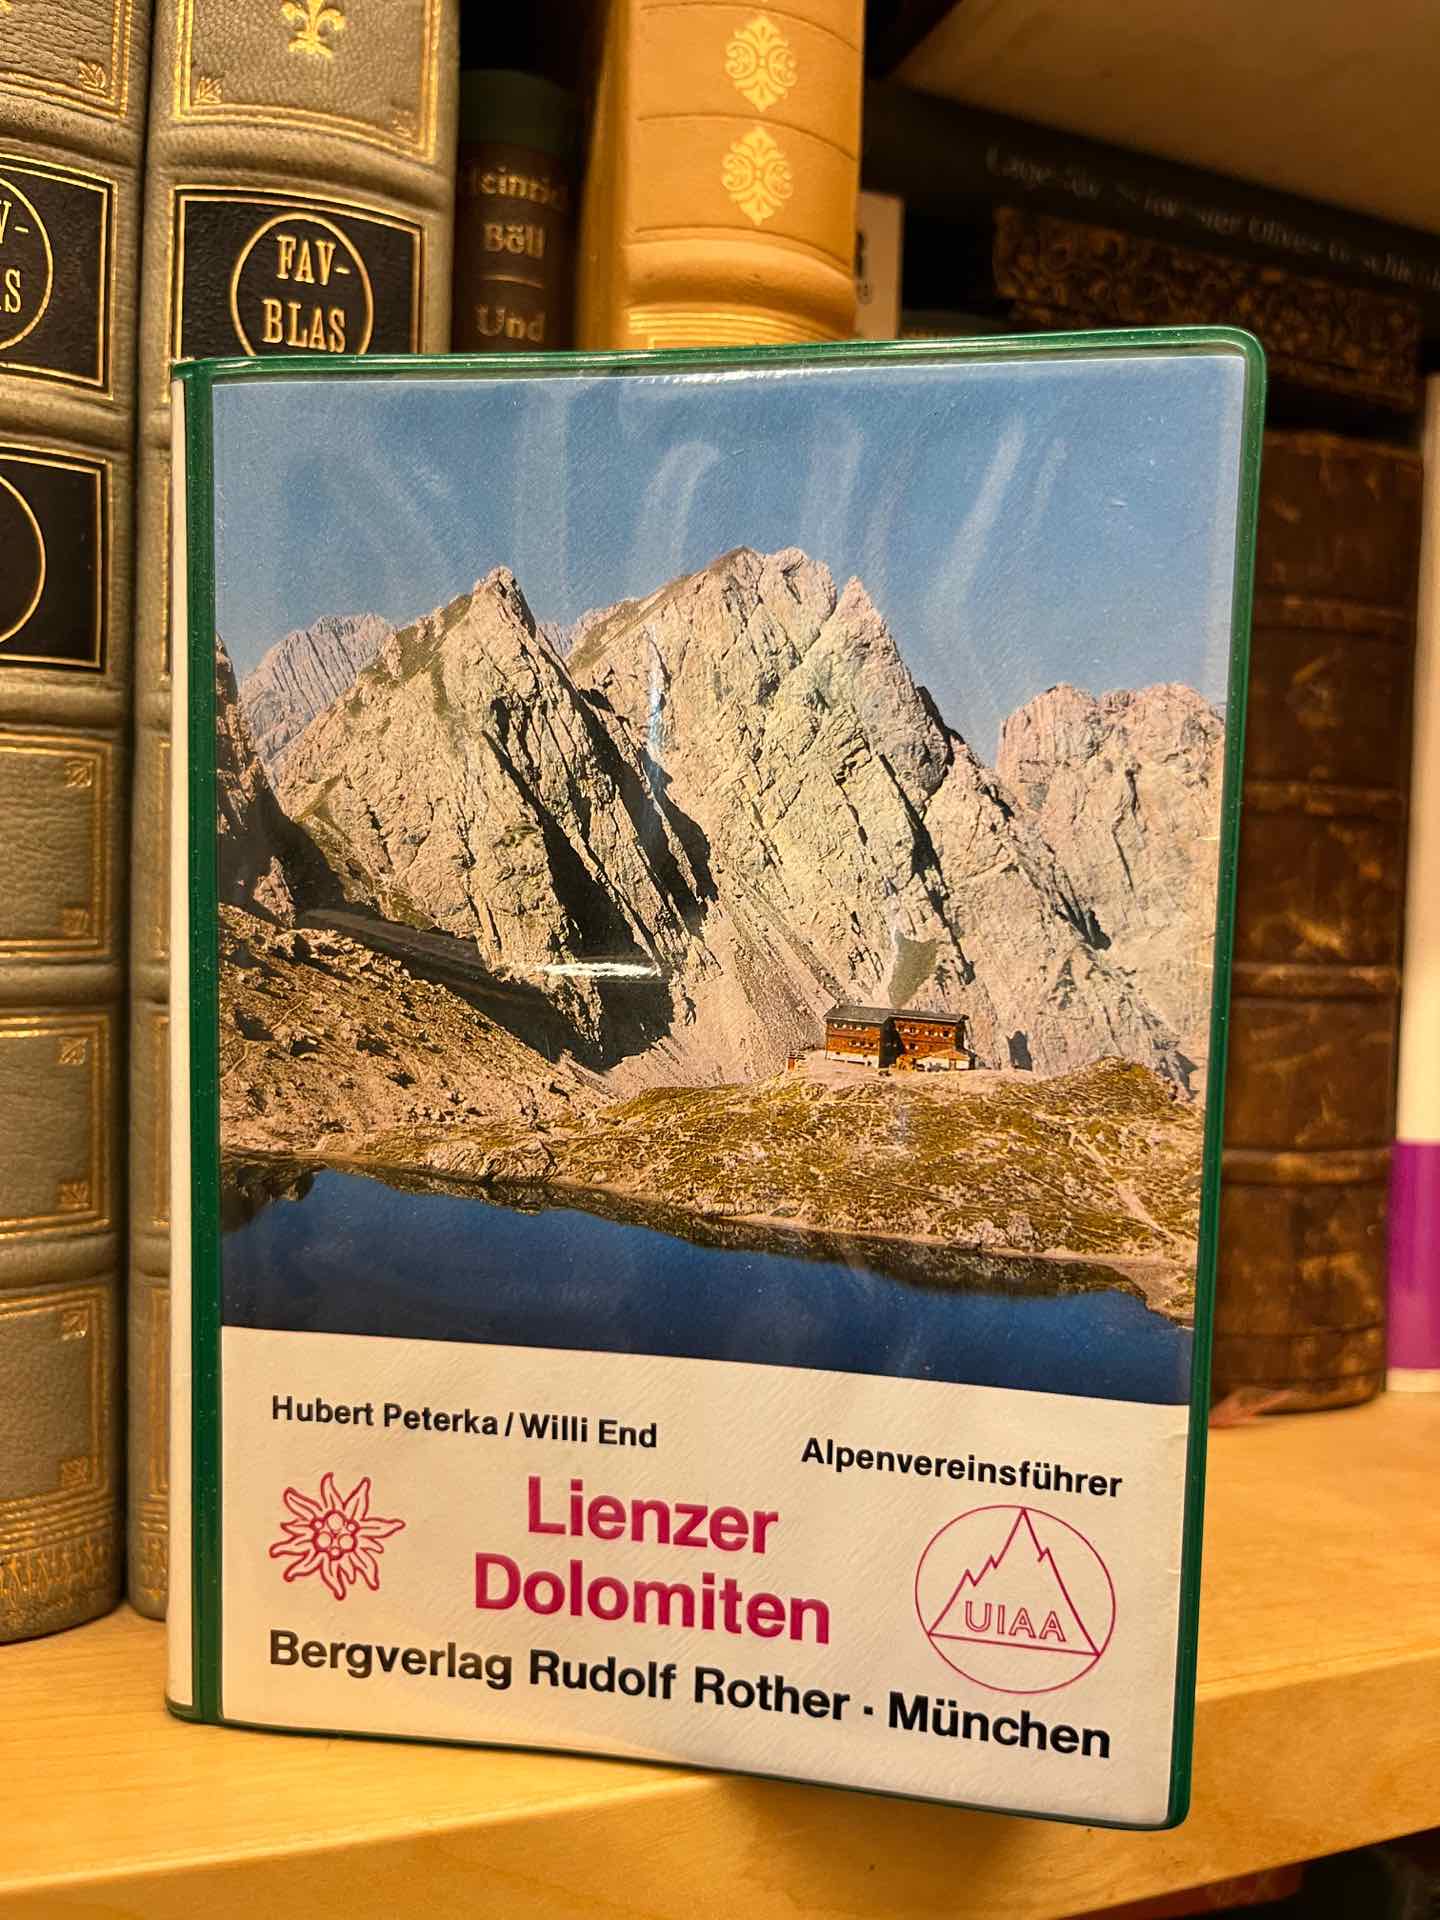 FAV-
BLAS
Böll
Und
Hubert Peterka / Willi End
Alpenvereinsführer
Lienzer
Dolomiten
UIAA
Bergverlag Rudolf Rother · München